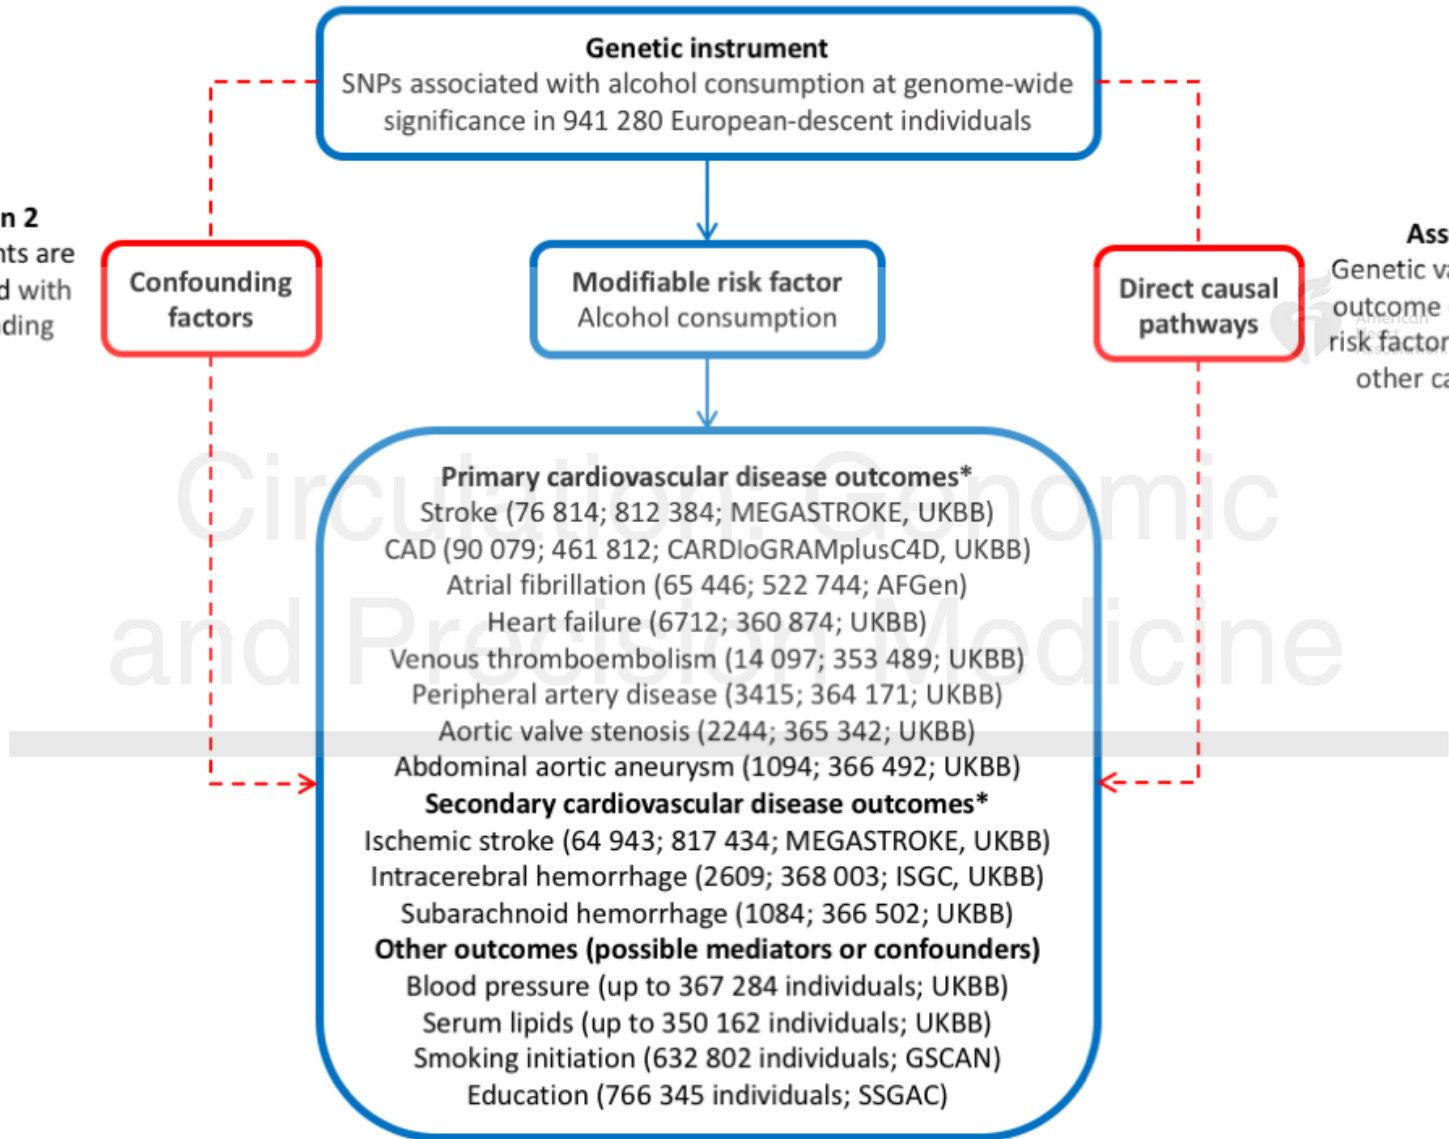 Genetic instrument
SNPs associated with alcohol consumption at genome-wide
significance in 941 280 European-descent individuals
n 2
nts are
d with
ding
Confounding
factors
Modifiable risk factor
Alcohol consumption
Direct causal
pathways
Ass
Genetic va
outcome
risk factor
other ca
American
Heart
Association
Circulation: Genomic
and Precision Medicine
Primary cardiovascular disease outcomes*
Stroke (76 814; 812 384; MEGASTROKE, UKBB)
CAD (90 079; 461 812; CARDIoGRAMplusC4D, UKBB)
Atrial fibrillation (65 446; 522 744; AFGen)
Heart failure (6712; 360 874; UKBB)
Venous thromboembolism (14 097; 353 489; UKBB)
Peripheral artery disease (3415; 364 171; UKBB)
Aortic valve stenosis (2244; 365 342; UKBB)
Abdominal aortic aneurysm (1094; 366 492; UKBB)
Secondary cardiovascular disease outcomes*
Ischemic stroke (64 943; 817 434; MEGASTROKE, UKBB)
Intracerebral hemorrhage (2609; 368 003; ISGC, UKBB)
Subarachnoid hemorrhage (1084; 366 502; UKBB)
Other outcomes (possible mediators or confounders)
Blood pressure (up to 367 284 individuals; UKBB)
Serum lipids (up to 350 162 individuals; UKBB)
Smoking initiation (632 802 individuals; GSCAN)
Education (766 345 individuals; SSGAC)